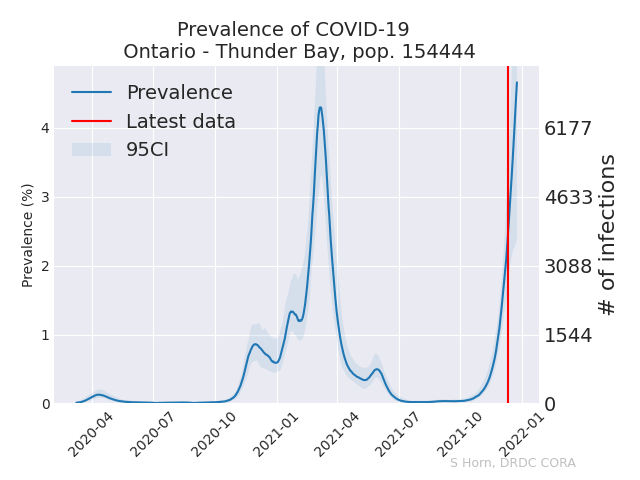 Prevalence of COVID-19
Ontario - Thunder Bay, pop. 154444
Prevalence
Latest data
95CI
Prevalence (%)
4
3
2
1
0
6177
4633
3088
1544
0
# of infections
2020-04
2020-07
2020-10
2021-01
2021-04
2021-07
2021-10
2022-01
S Horn, DRDC CORA